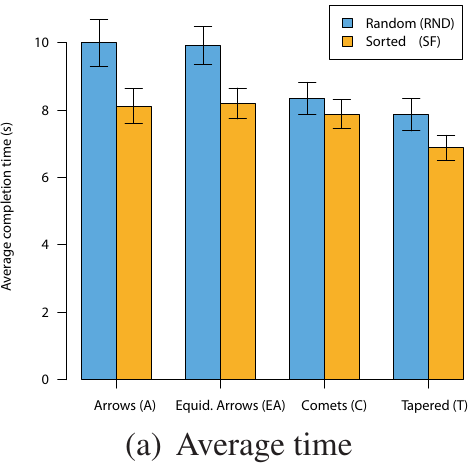 Random (RND)
Sorted (SF)
Average completion time (s)
10
8
6
4
2
0
Arrows (A) Equid. Arrows (EA) Comets (C) Tapered (T)
(a) Average time